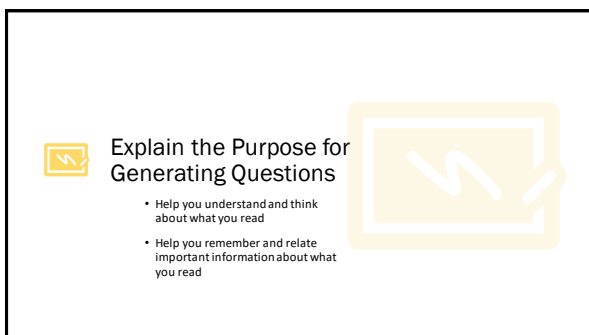 Explain the Purpose for
Generating Questions
• Help you understand and think
about what you read
• Help you remember and relate
important information about what
you read